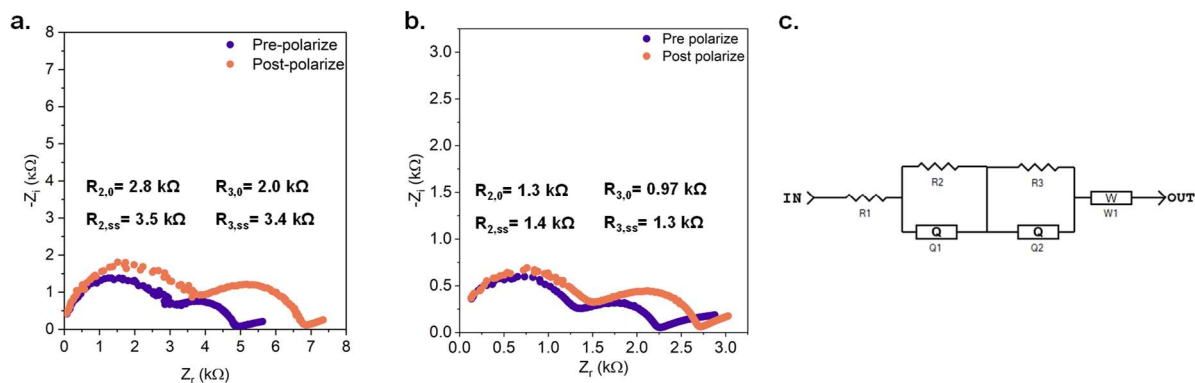 a.
Pre-polarize
Post-polarize
R2,0= 2.8 kΩ R3,0= 2.0 kΩ
R2,ss= 3.5 kΩ R3,ss= 3.4 kΩ
-Zi (κΩ)
8
7
6
5
4
3
2
1
0
0 1 2 3 4 5 6 7 8
Zr (kΩ)
b.
Pre polarize
Post polarize
R2,0= 1.3 kΩ R3,0= 0.97 kΩ
R2,ss= 1.4 kΩ R3,ss= 1.3 kΩ
-Zi (κΩ)
3.0
2.5
2.0
1.5
1.0
0.5
0.0
0.0 0.5 1.0 1.5 2.0 2.5 3.0
Zr (kΩ)
c.
IN
R1
R2
Q
Q1
R3
Q
Q2
W
W1
OUT